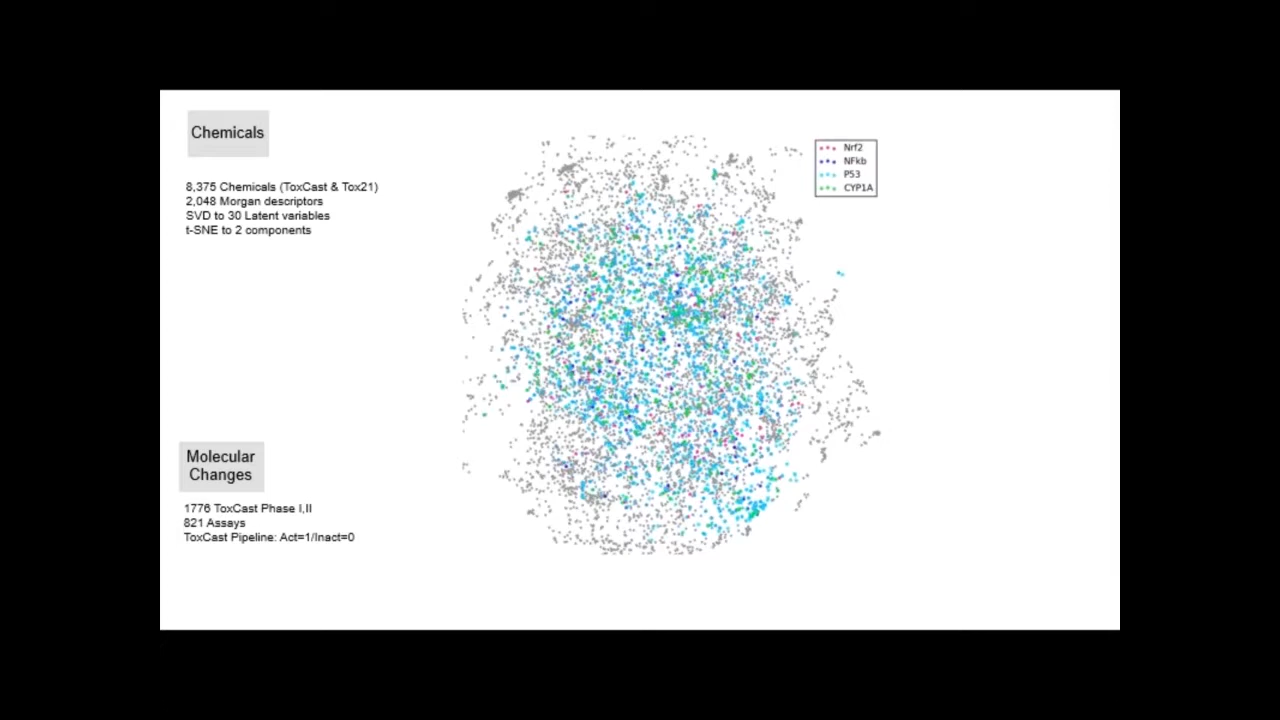 Chemicals
8,375 Chemicals (ToxCast & Tox21)
2,048 Morgan descriptors
SVD to 30 Latent variables
t-SNE to 2 components
Nrf2
NFkb
P53
CYP1A
Molecular
Changes
1776 ToxCast Phase I,II
821 Assays
ToxCast Pipeline: Act=1/Inact=0